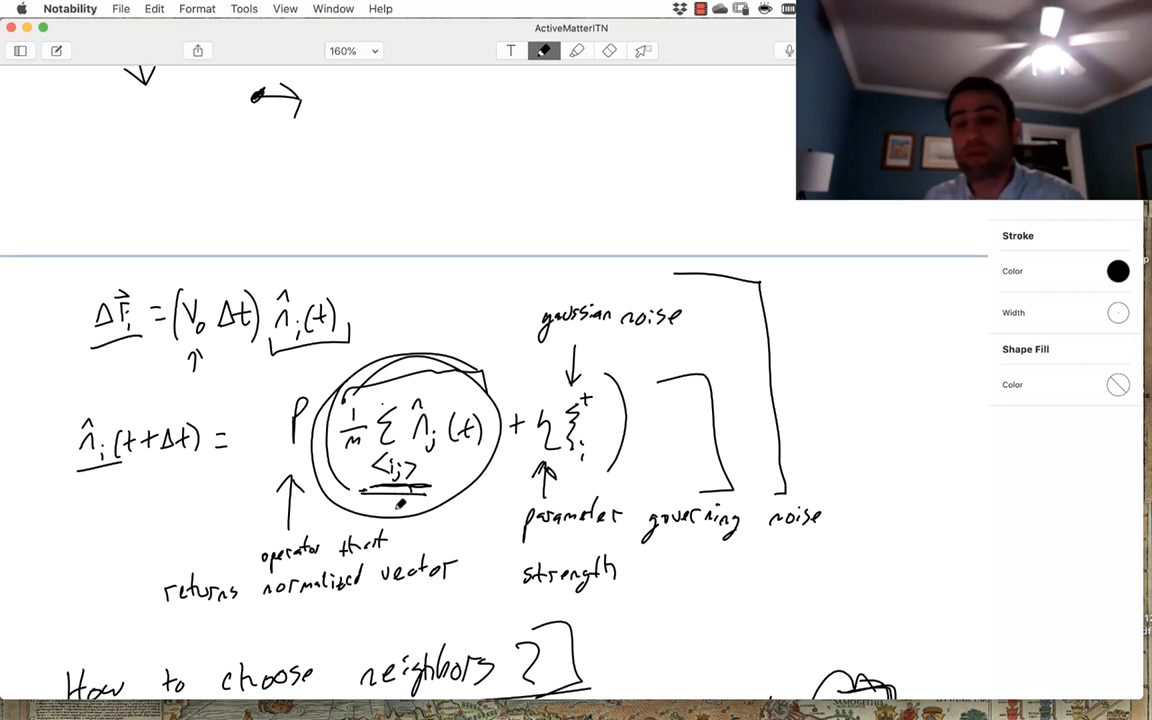 Notability File Edit Format Tools View Window Help
ActiveMatterITN
160%
T
Δr⃗ᵢ = (V₀ Δt) n̂ᵢ(t)
gaussian noise
n̂ᵢ(t+Δt) = P( 1/m Σ n̂ⱼ(t) + η ξᵢᵗ )
<ij>
operator that
returns normalized vector
parameter governing noise
strength
How to choose neighbors ?
Stroke
Color
Width
Shape Fill
Color